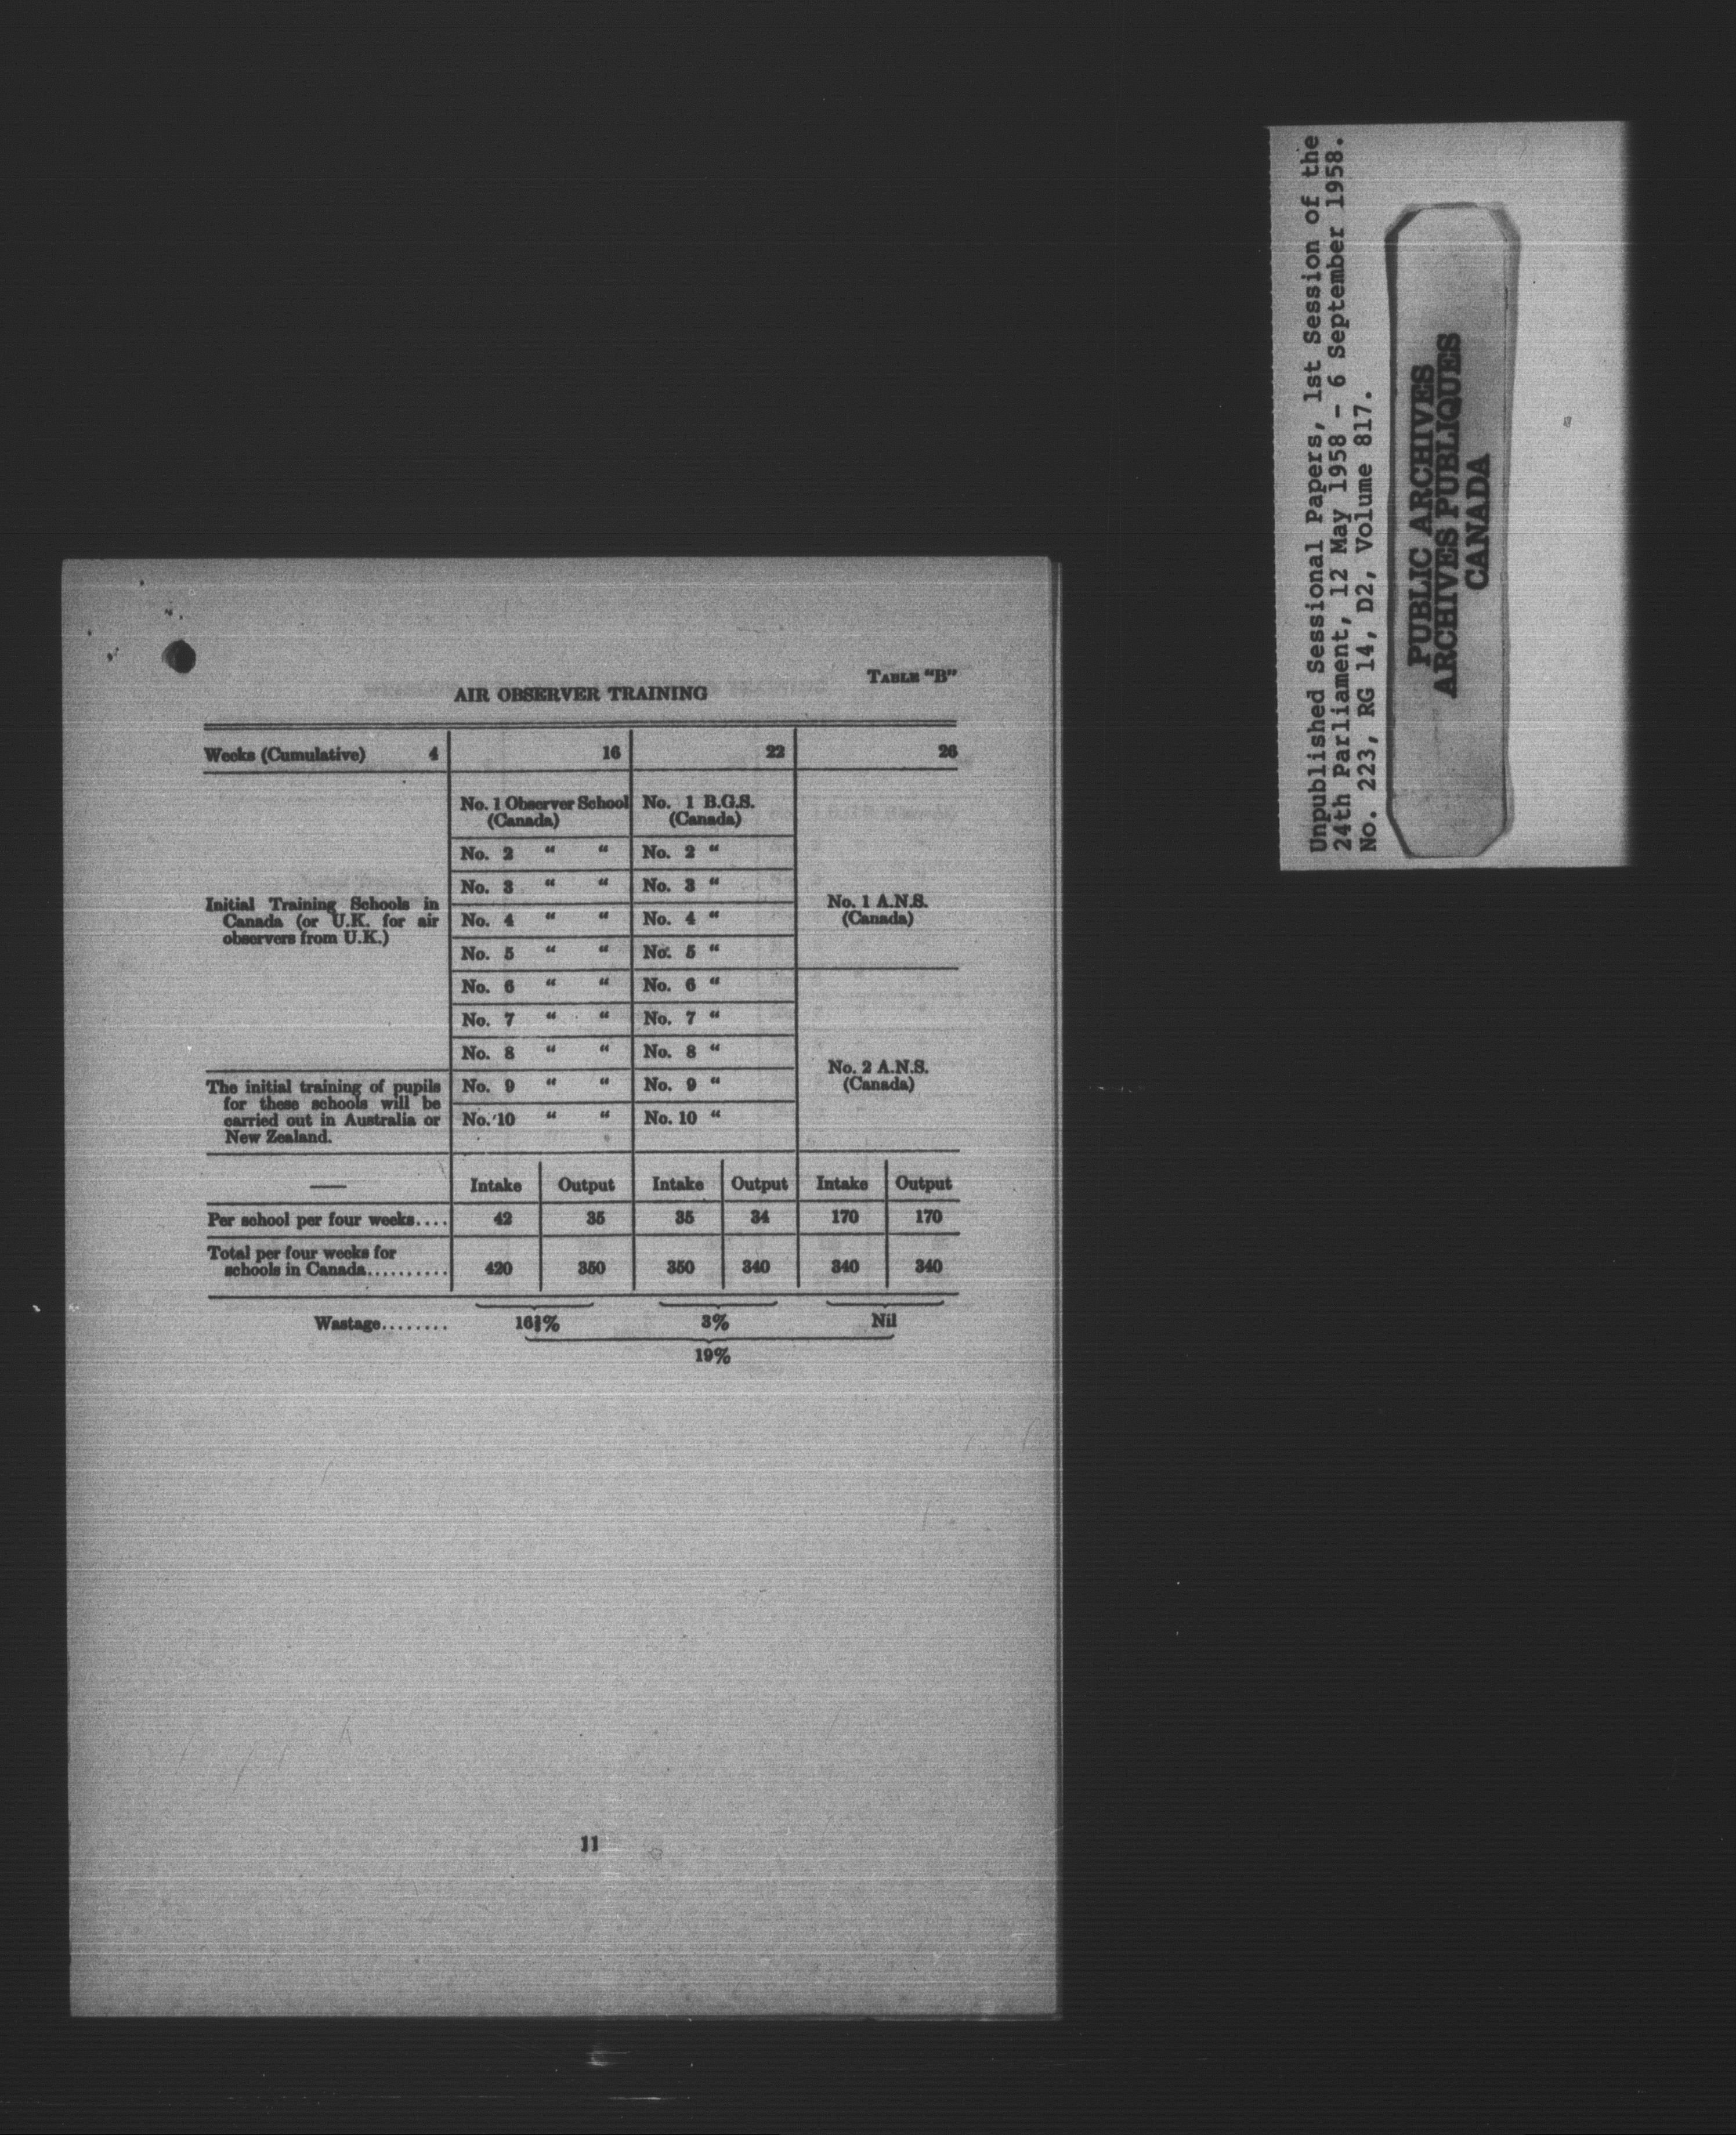 TABLE "B"
AIR OBSERVER TRAINING
Weeks (Cumulative) 4 16 22 26
No. 1 Observer School No. 1 B.G.S.
(Canada) (Canada)
No. 2 " " No. 2 "
No. 3 " " No. 3 "
No. 1 A.N.S.
Initial Training Schools in
Canada (or U.K. for air No. 4 " " No. 4 " (Canada)
observers from U.K.)
No. 5 " " No. 5 "
No. 6 " " No. 6 "
No. 7 " " No. 7 "
No. 8 " " No. 8 "
No. 2 A.N.S.
The initial training of pupils No. 9 " " No. 9 " (Canada)
for these schools will be
carried out in Australia or No. 10 " " No. 10 "
New Zealand.
— Intake Output Intake Output Intake Output
Per school per four weeks.... 42 35 35 34 170 170
Total per four weeks for
schools in Canada.......... 420 350 350 340 340 340
Wastage........ 3% Nil
19%
11
Unpublished Sessional Papers, 1st Session of the
24th Parliament, 12 May 1958 - 6 September 1958.
No. 223, RG 14, D2, Volume 817.
PUBLIC ARCHIVES
ARCHIVES PUBLIQUES
CANADA